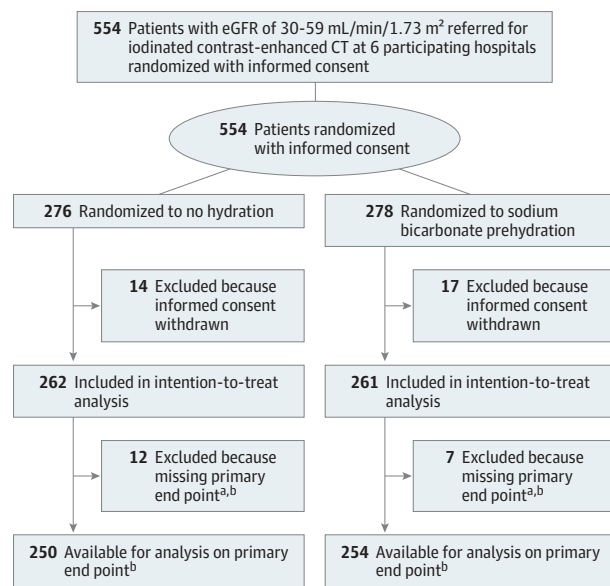 554 Patients with eGFR of 30-59 mL/min/1.73 m² referred for
iodinated contrast-enhanced CT at 6 participating hospitals
randomized with informed consent
554 Patients randomized
with informed consent
276 Randomized to no hydration
278 Randomized to sodium
bicarbonate prehydration
14 Excluded because
informed consent
withdrawn
17 Excluded because
informed consent
withdrawn
262 Included in intention-to-treat
analysis
261 Included in intention-to-treat
analysis
12 Excluded because
missing primary
end pointᵃ,ᵇ
7 Excluded because
missing primary
end pointᵃ,ᵇ
250 Available for analysis on primary
end pointᵇ
254 Available for analysis on primary
end pointᵇ